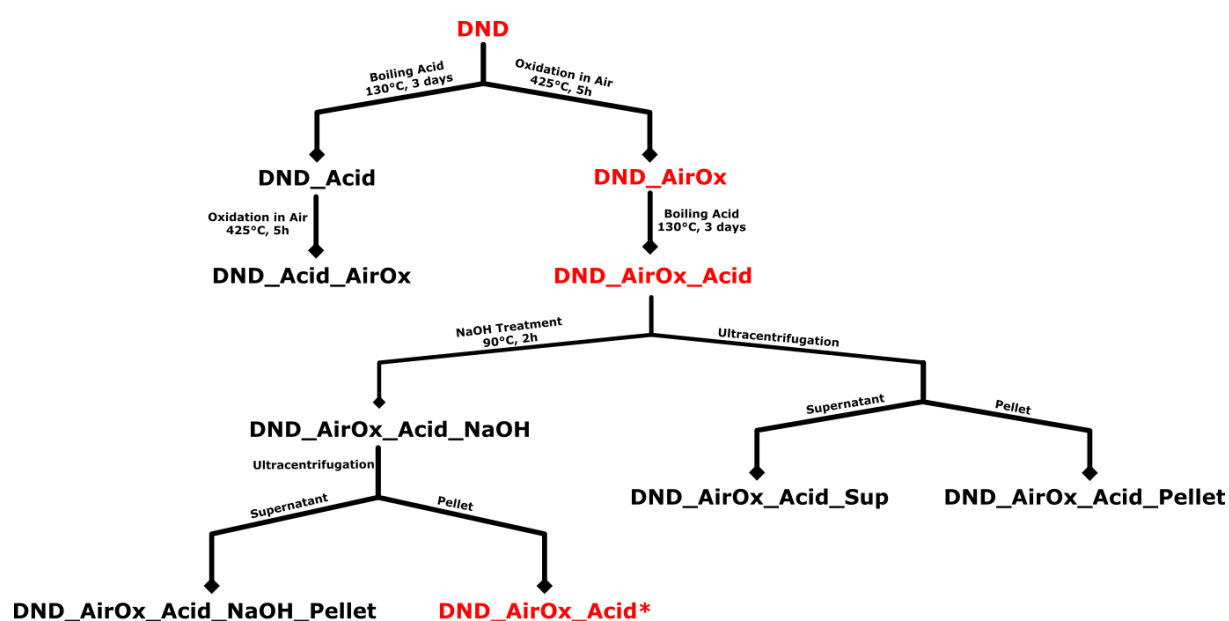 DND
Boiling Acid
130°C, 3 days
Oxidation in Air
425°C, 5h
DND_Acid
DND_AirOx
Oxidation in Air
425°C, 5h
Boiling Acid
130°C, 3 days
DND_Acid_AirOx
DND_AirOx_Acid
NaOH Treatment
90°C, 2h
Ultracentrifugation
Supernatant
Pellet
DND_AirOx_Acid_NaOH
Ultracentrifugation
DND_AirOx_Acid_Sup
DND_AirOx_Acid_Pellet
Supernatant
Pellet
DND_AirOx_Acid_NaOH_Pellet
DND_AirOx_Acid*